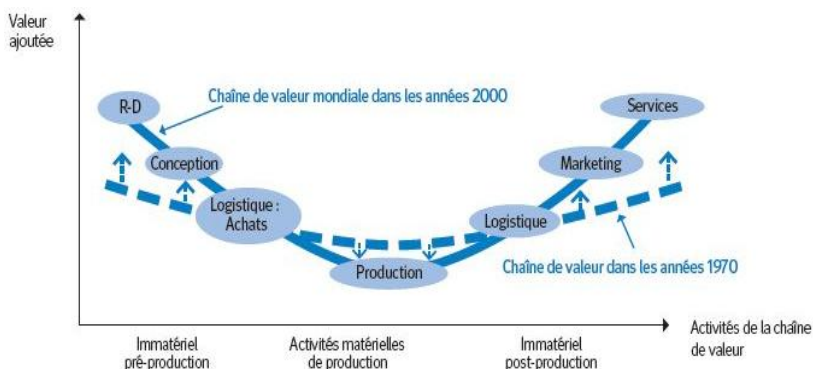 Valeur
ajoutée
R-D
Chaîne de valeur mondiale dans les années 2000
Services
Conception
Marketing
Logistique :
Achats
Logistique
Production
Chaîne de valeur dans les années 1970
Immatériel
pré-production
Activités matérielles
de production
Immatériel
post-production
Activités de la chaîne
de valeur